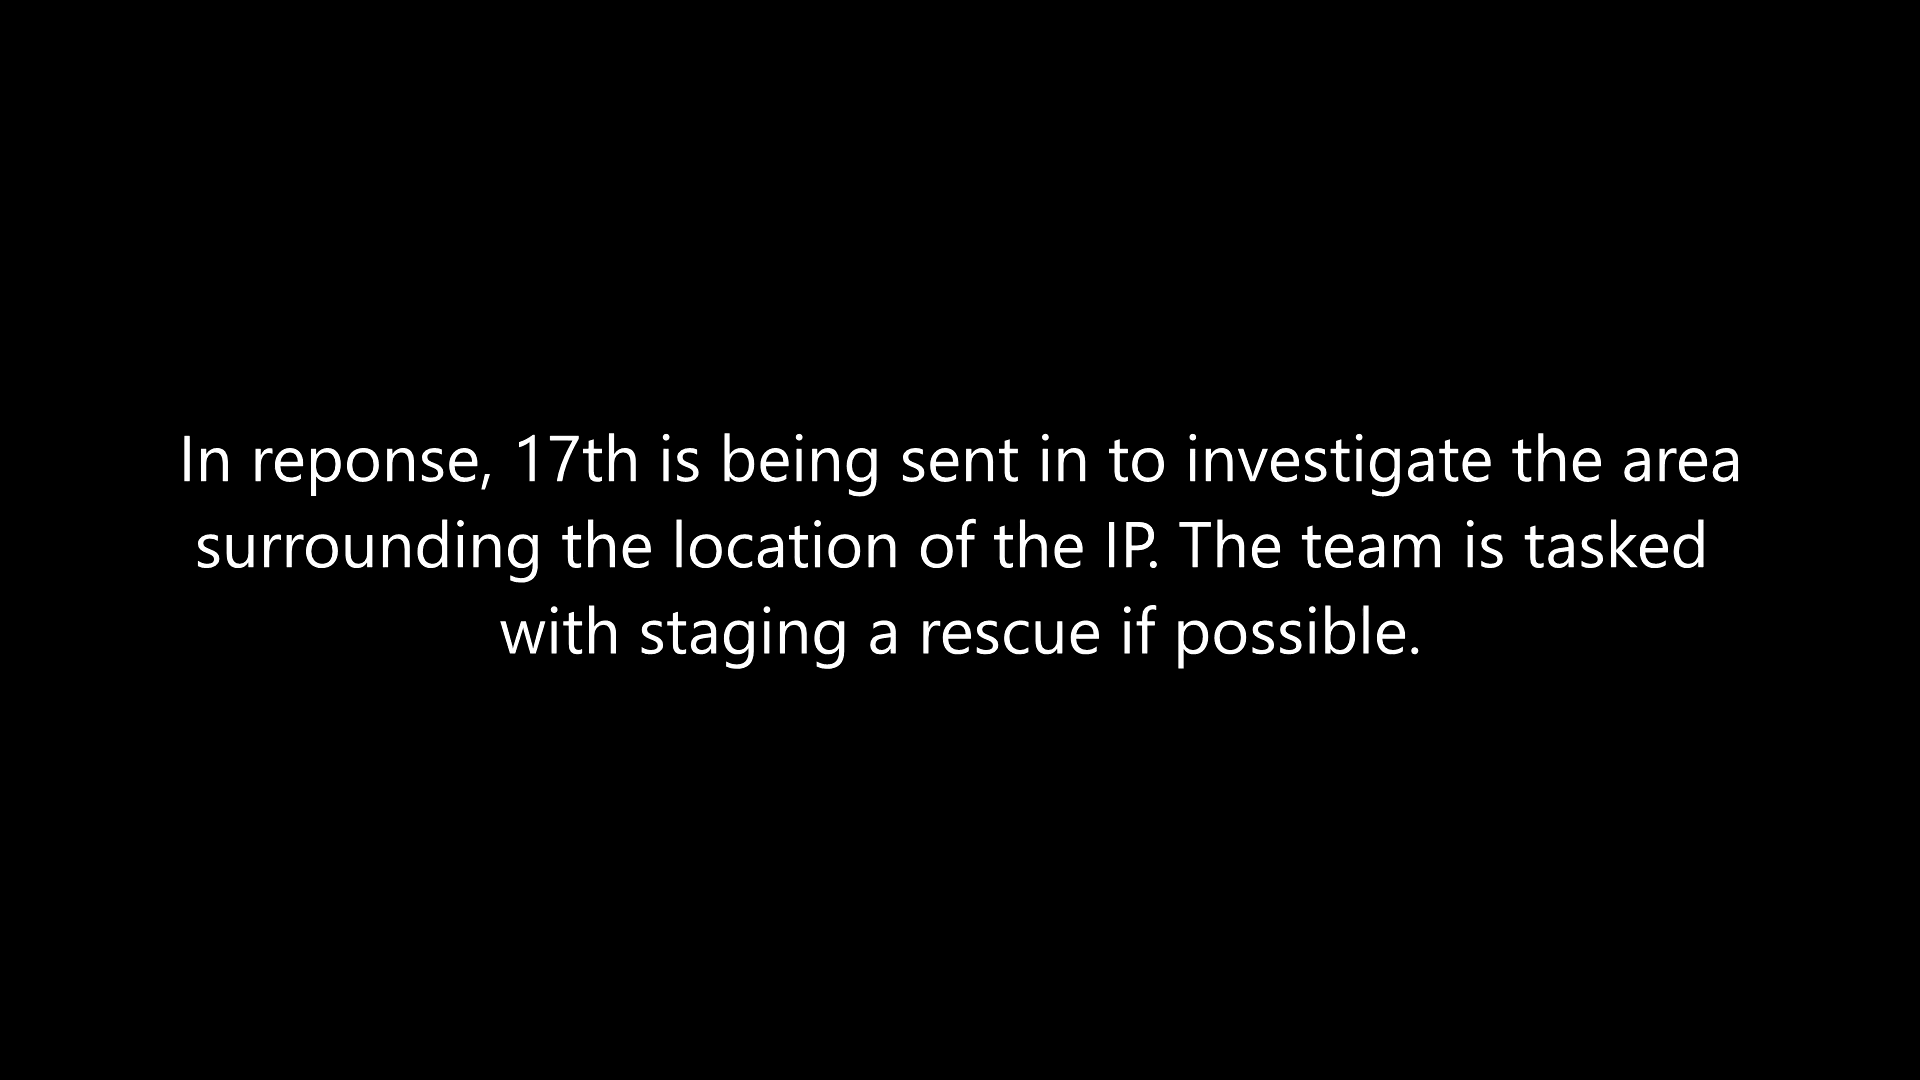 In reponse, 17th is being sent in to investigate the area
surrounding the location of the IP. The team is tasked
with staging a rescue if possible.